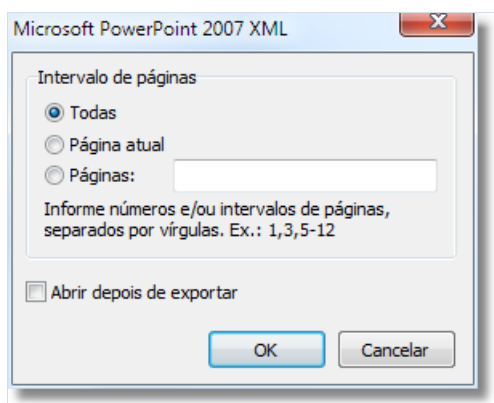 Microsoft PowerPoint 2007 XML
Intervalo de páginas
Todas
Página atual
Páginas:
Informe números e/ou intervalos de páginas,
separados por vírgulas. Ex.: 1,3,5-12
Abrir depois de exportar
OK
Cancelar